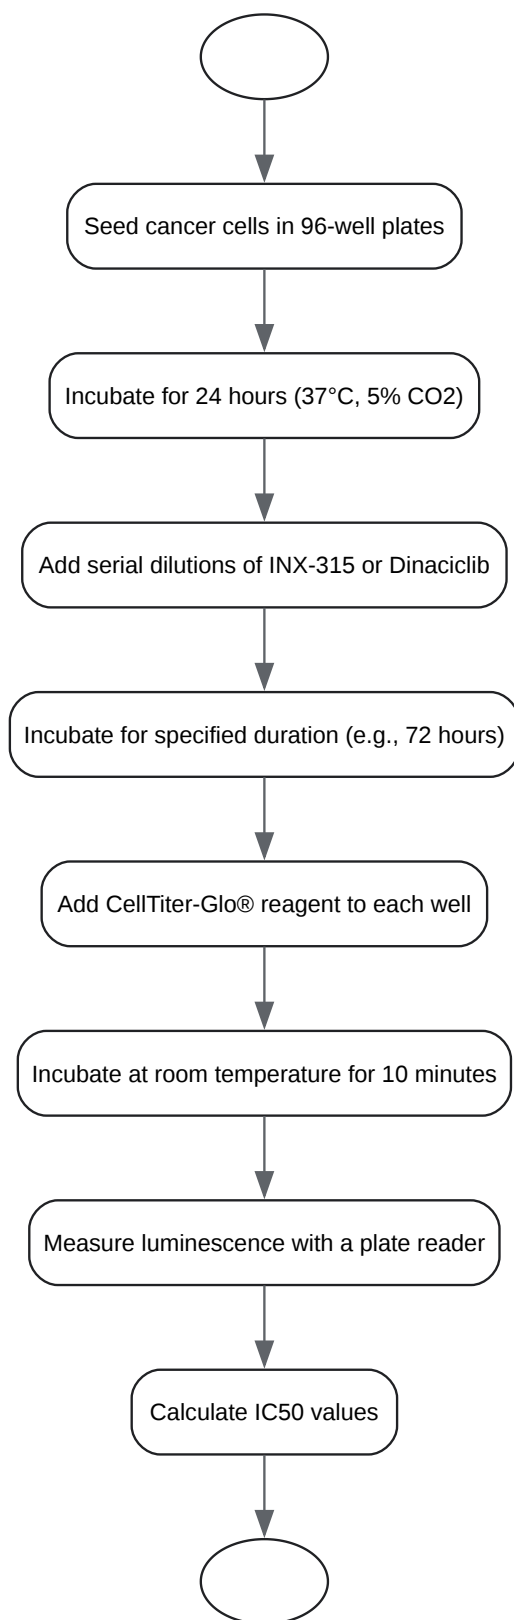 Seed cancer cells in 96-well plates
Incubate for 24 hours (37°C, 5% CO2)
Add serial dilutions of INX-315 or Dinaciclib
Incubate for specified duration (e.g., 72 hours)
Add CellTiter-Glo® reagent to each well
Incubate at room temperature for 10 minutes
Measure luminescence with a plate reader
Calculate IC50 values